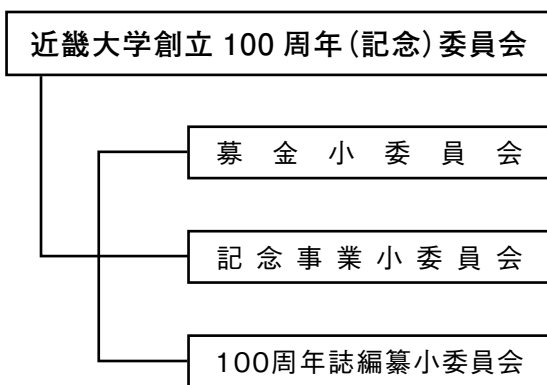 近畿大学創立 100 周年（記念）委員会
募金小委員会
記念事業小委員会
100周年誌編纂小委員会